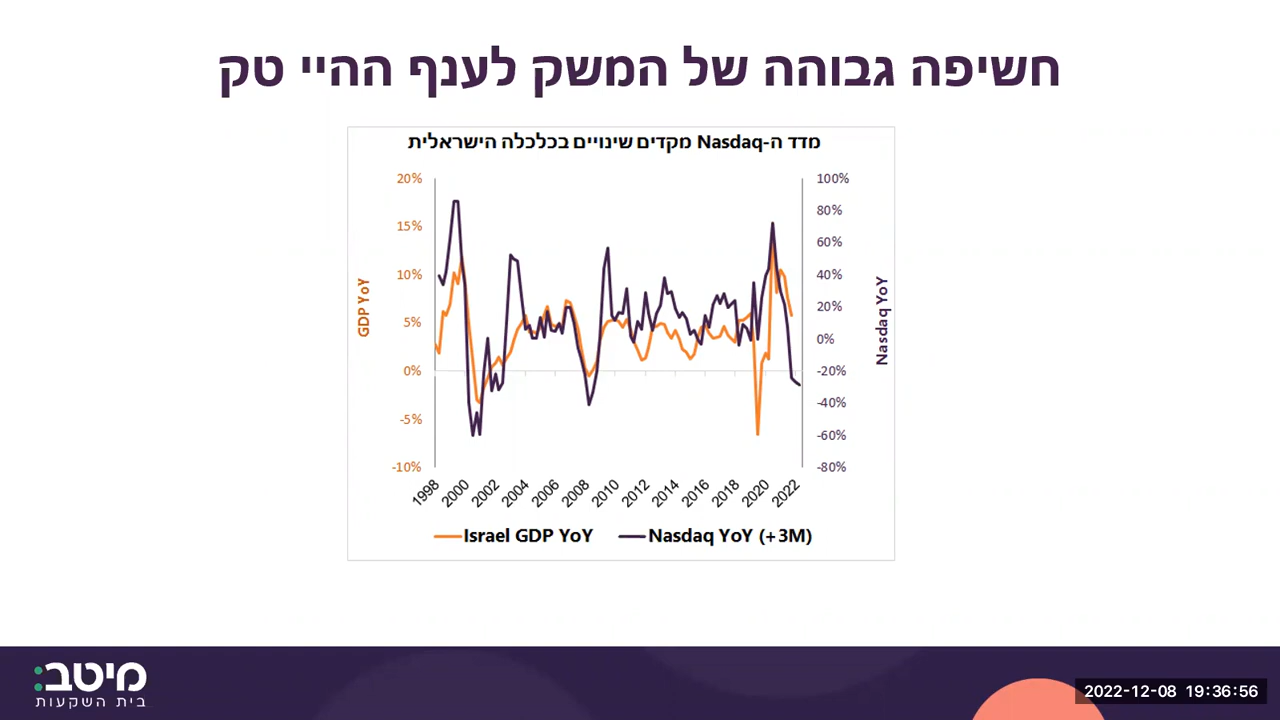 חשיפה גבוהה של המשק לענף ההיי טק
מדד ה-Nasdaq מקדים שינויים בכלכלה הישראלית
20%
15%
10%
5%
0%
-5%
-10%
GDP YoY
100%
80%
60%
40%
20%
0%
-20%
-40%
-60%
-80%
Nasdaq YoY
1998 2000 2002 2004 2006 2008 2010 2012 2014 2016 2018 2020 2022
Israel GDP YoY Nasdaq YoY (+3M)
מיטב:
בית השקעות
2022-12-08 19:36:56